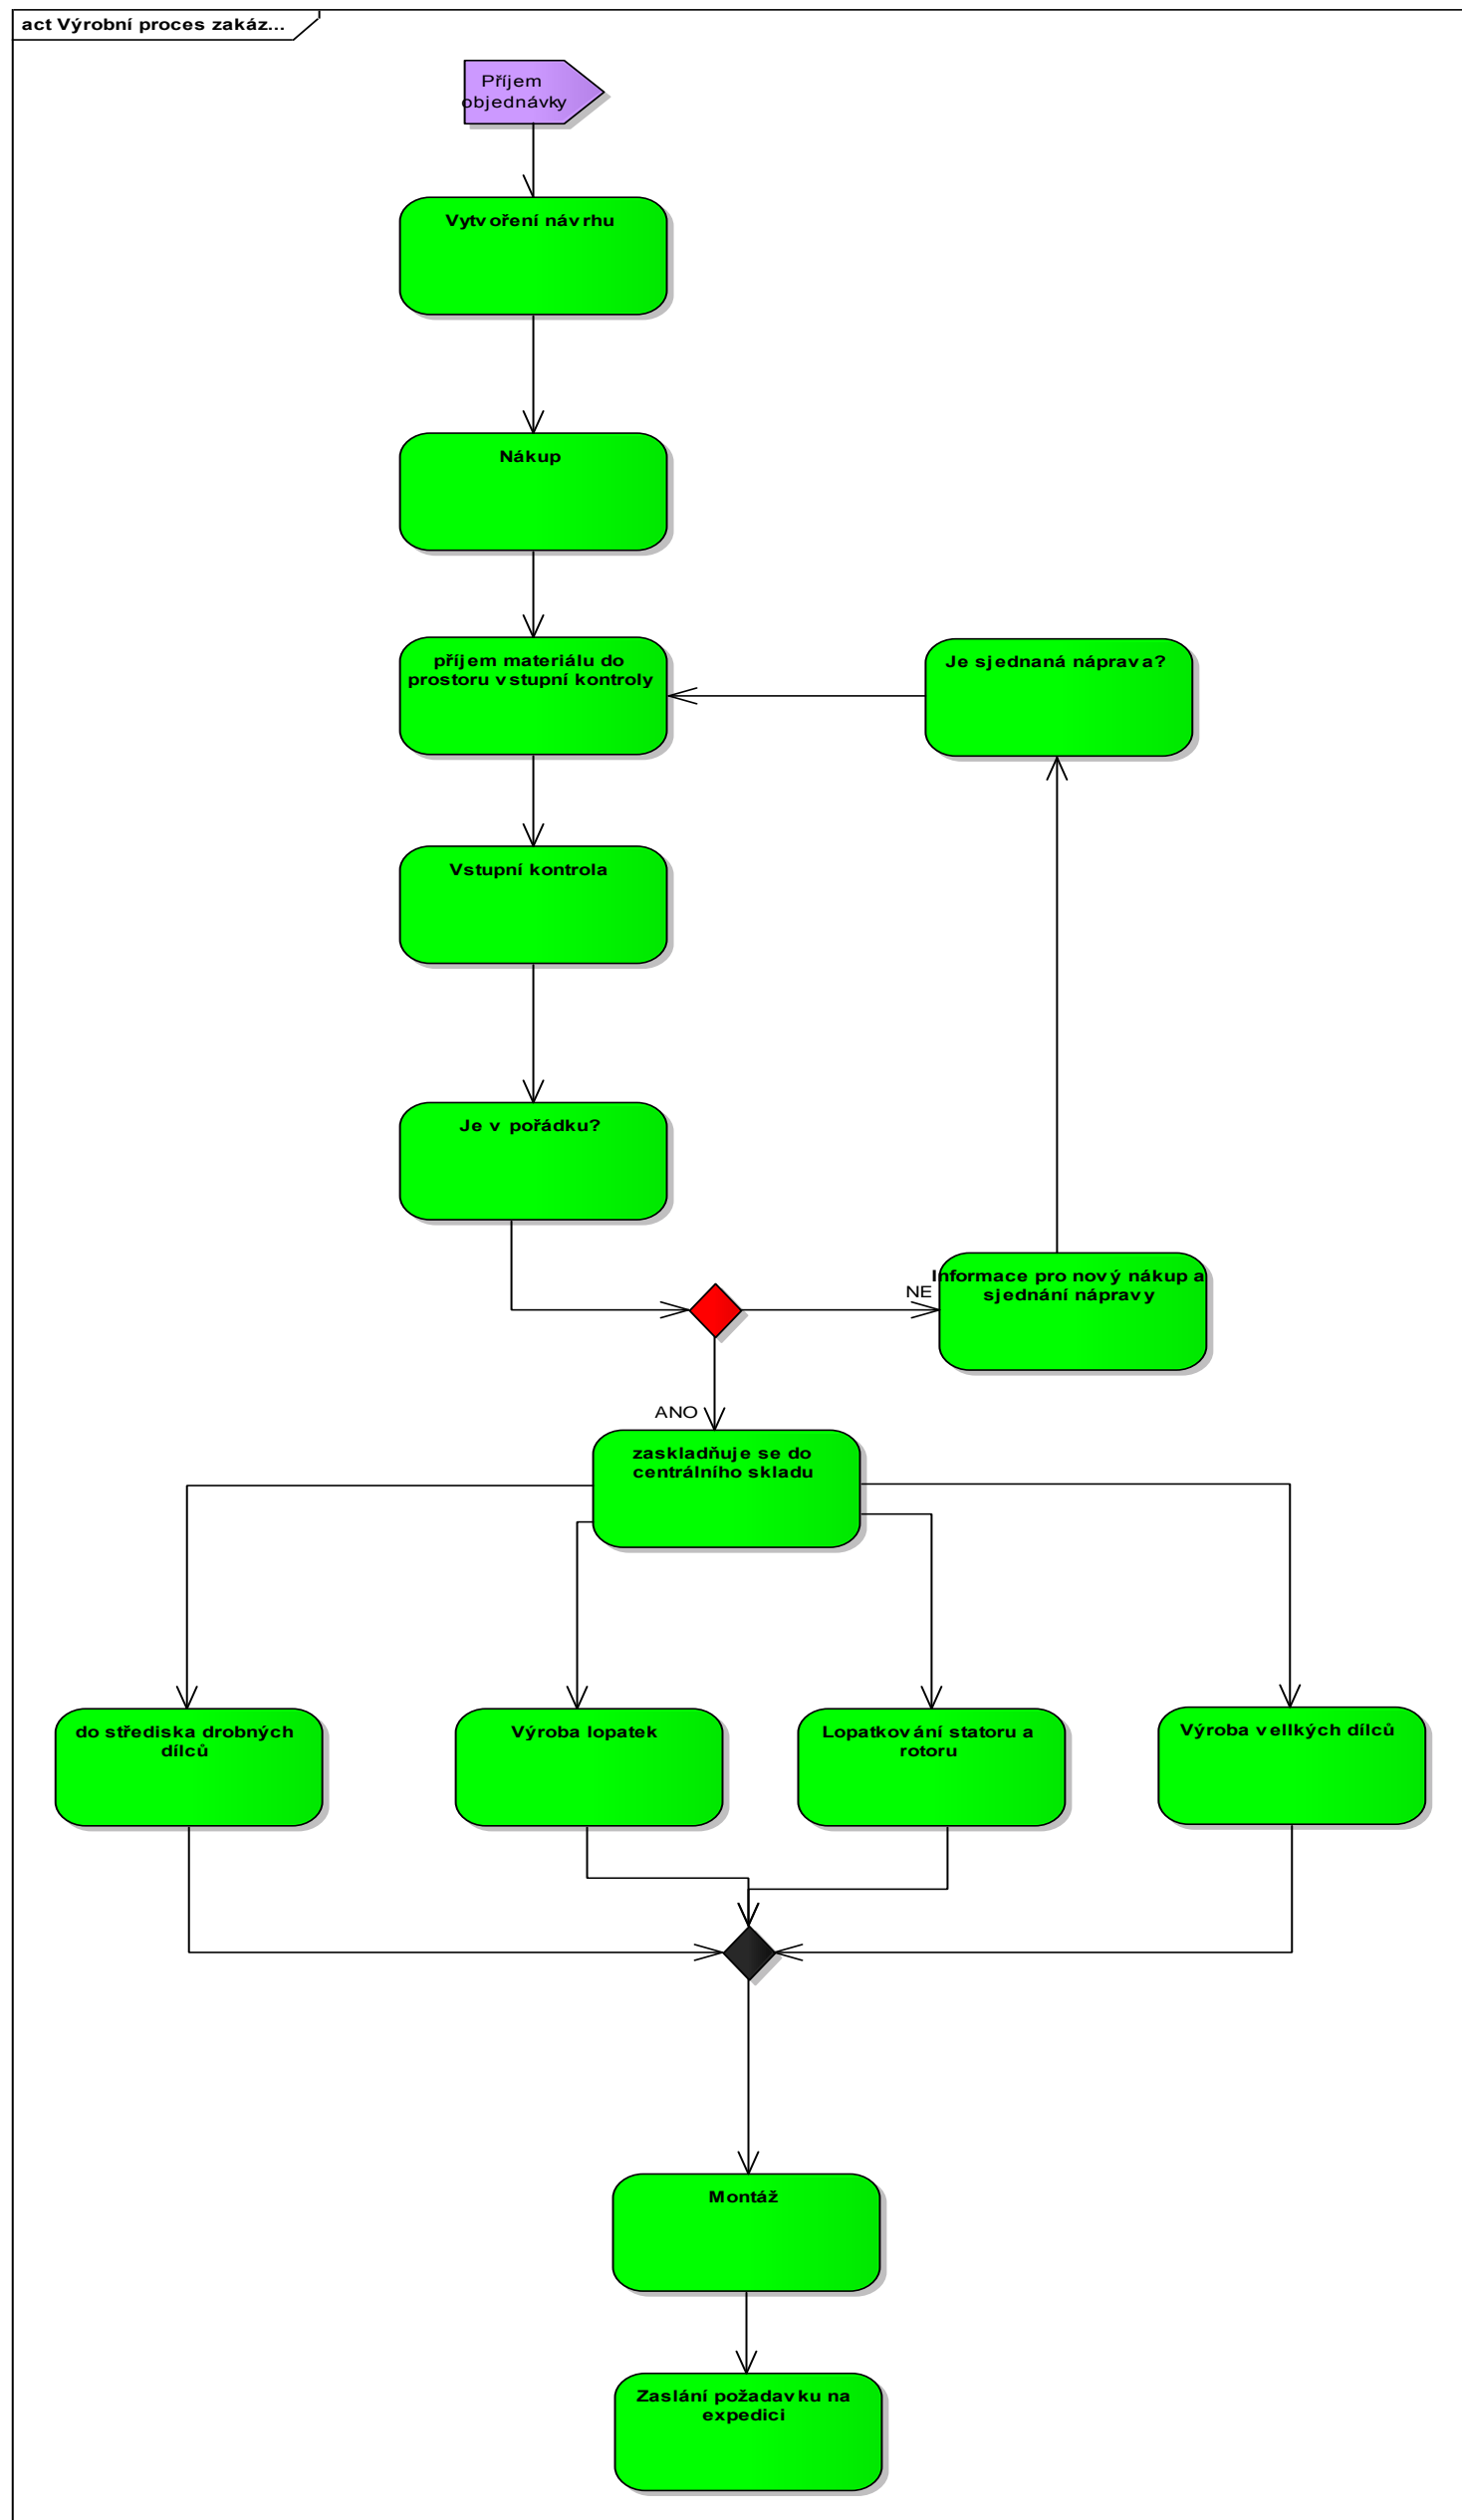 act Výrobní proces zakáz...
Příjem
objednávky
Vytvoření návrhu
Nákup
příjem materiálu do
prostoru vstupní kontroly
Je sjednaná náprava?
Vstupní kontrola
Je v pořádku?
Informace pro nový nákup a
sjednání nápravy
NE
ANO
zaskladňuje se do
centrálního skladu
do střediska drobných
dílců
Výroba lopatek
Lopatkování statoru a
rotoru
Výroba vellkých dílců
Montáž
Zaslání požadavku na
expedici